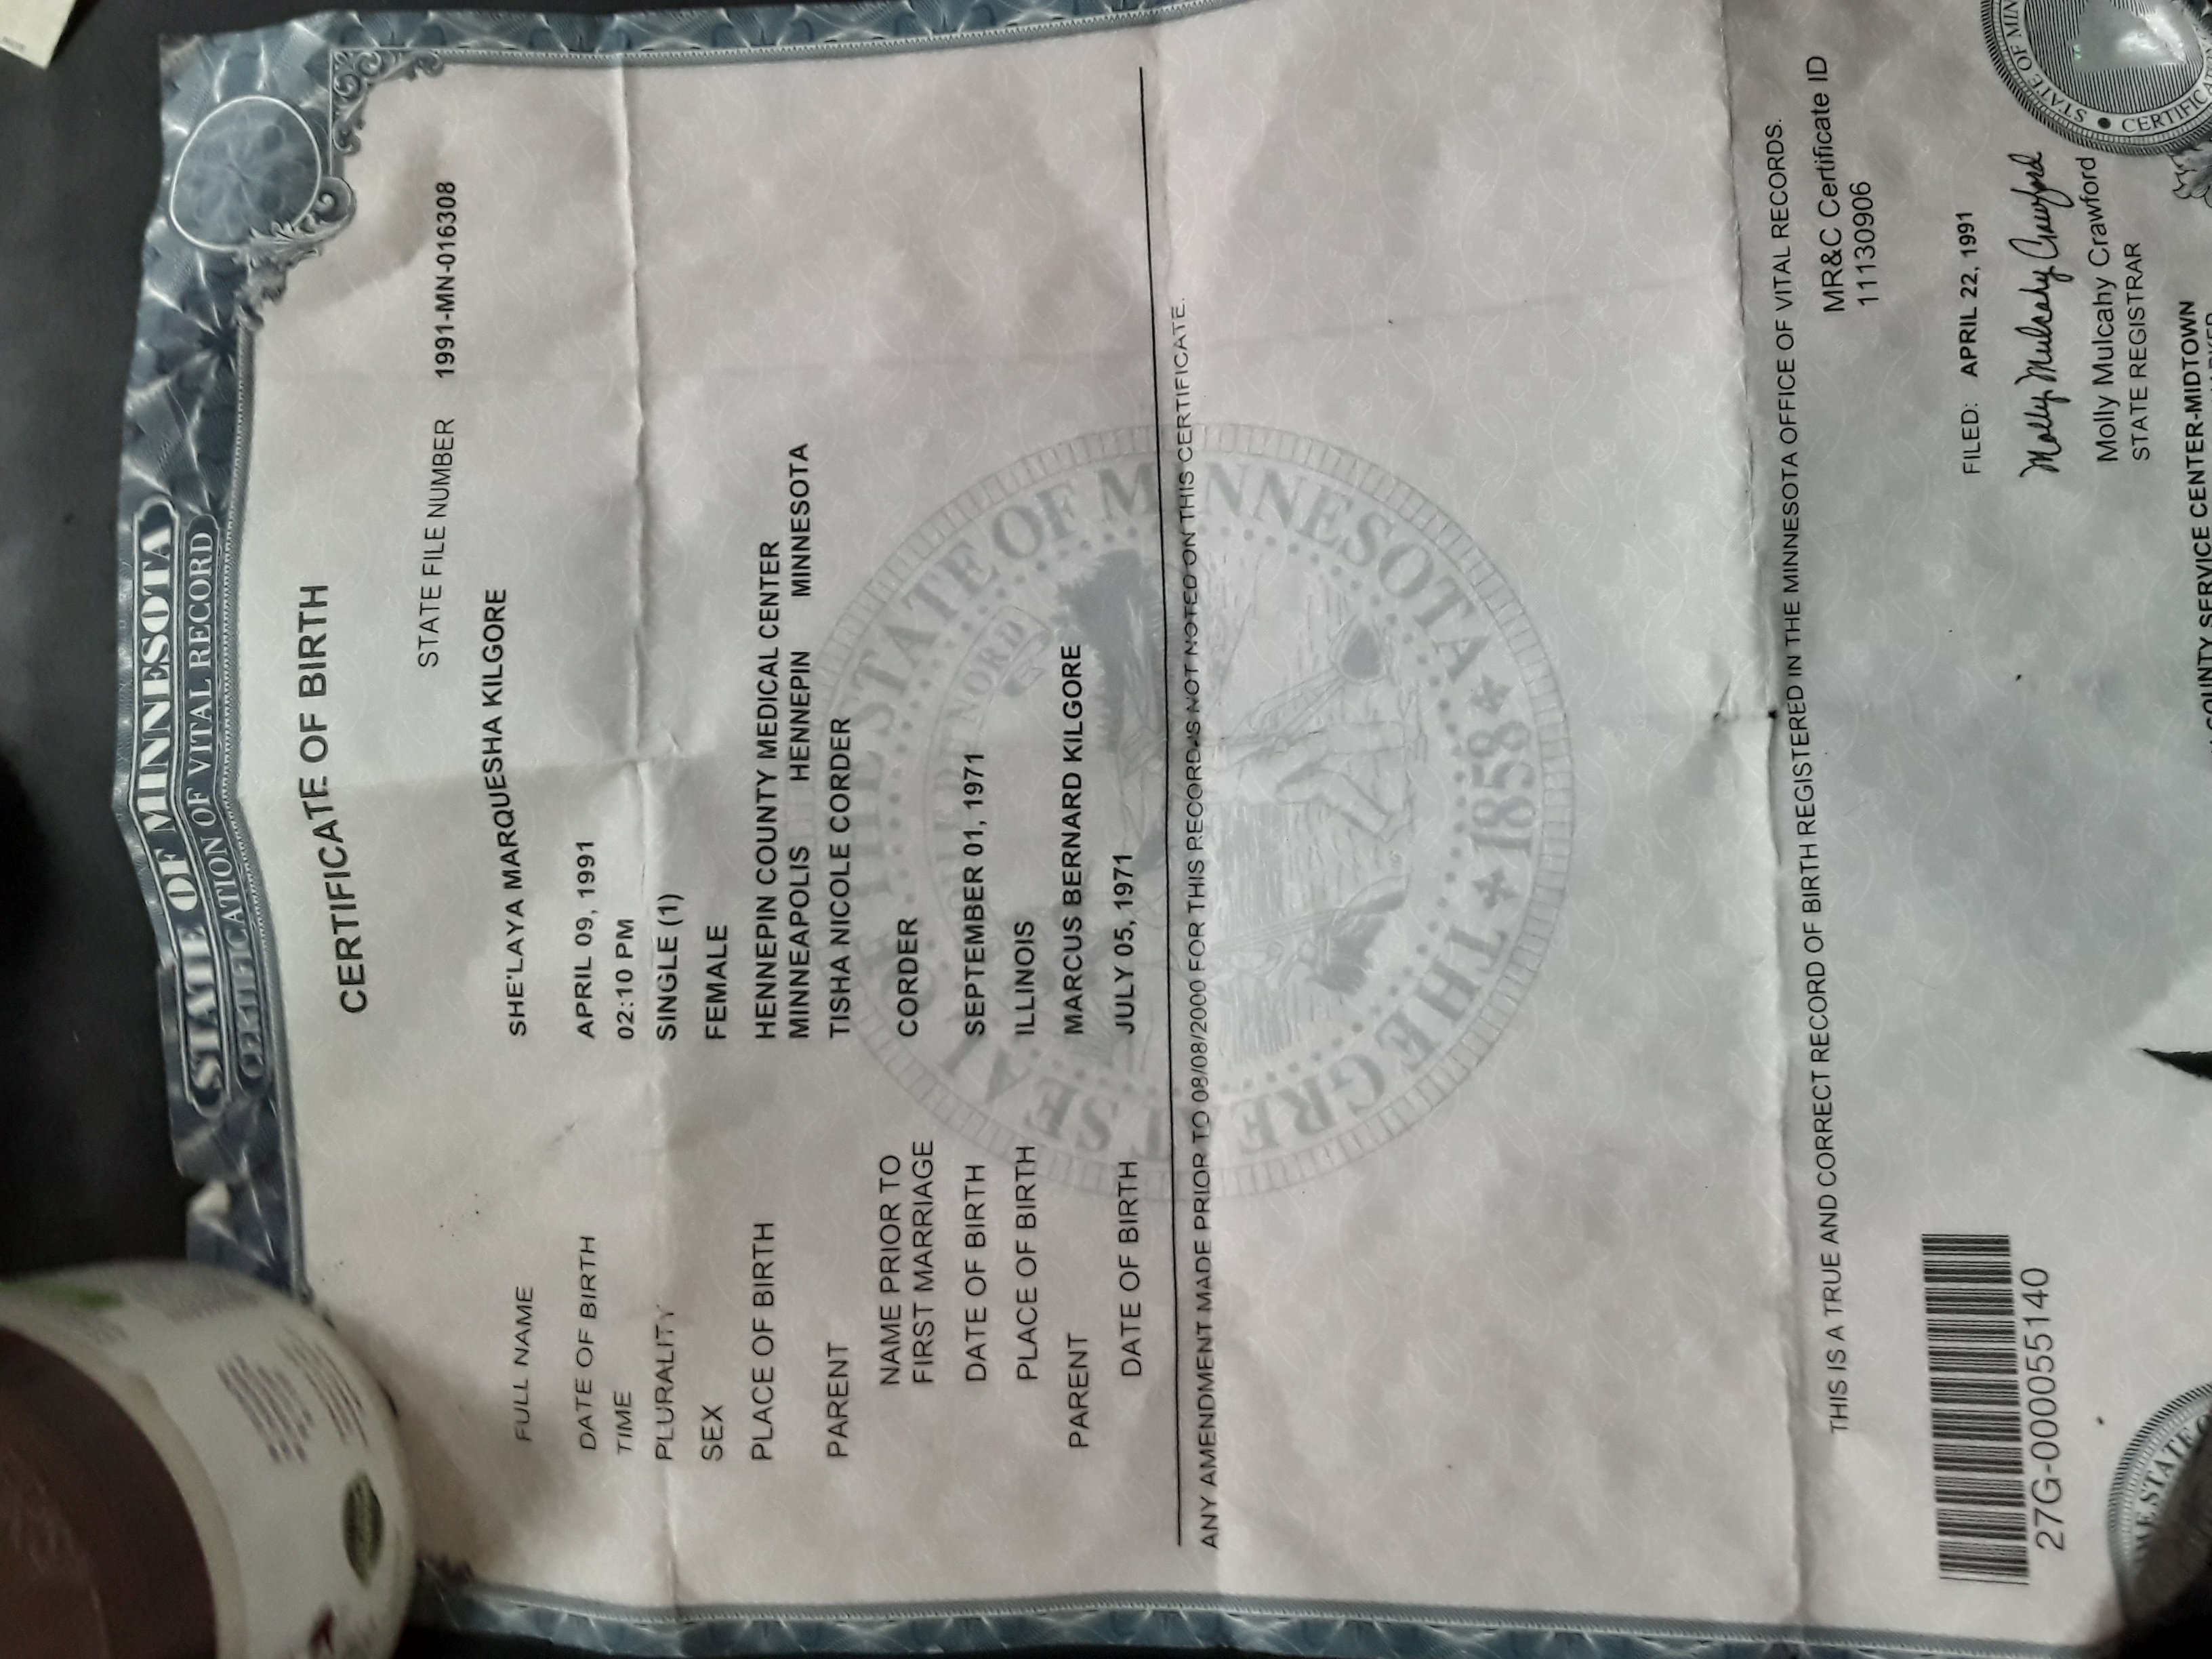 STATE OF MINNESOTA
CERTIFICATION OF VITAL RECORD
CERTIFICATE OF BIRTH
STATE FILE NUMBER 1991-MN-016308
FULL NAME SHE'LAYA MARQUESHA KILGORE
DATE OF BIRTH APRIL 09, 1991
TIME 02:10 PM
PLURALITY SINGLE (1)
SEX FEMALE
PLACE OF BIRTH HENNEPIN COUNTY MEDICAL CENTER
MINNEAPOLIS HENNEPIN MINNESOTA
PARENT TISHA NICOLE CORDER
NAME PRIOR TO
FIRST MARRIAGE CORDER
DATE OF BIRTH SEPTEMBER 01, 1971
PLACE OF BIRTH ILLINOIS
PARENT MARCUS BERNARD KILGORE
DATE OF BIRTH JULY 05, 1971
ANY AMENDMENT MADE PRIOR TO 08/08/2000 FOR THIS RECORD IS NOT NOTED ON THIS CERTIFICATE.
THE GREAT SEAL OF THE STATE OF MINNESOTA
1858
NORD
THIS IS A TRUE AND CORRECT RECORD OF BIRTH REGISTERED IN THE MINNESOTA OFFICE OF VITAL RECORDS.
MR&C Certificate ID
11130906
27G-000055140
FILED: APRIL 22, 1991
Molly Mulcahy Crawford
Molly Mulcahy Crawford
STATE REGISTRAR
SERVICE CENTER-MIDTOWN
STATE OF
STATE